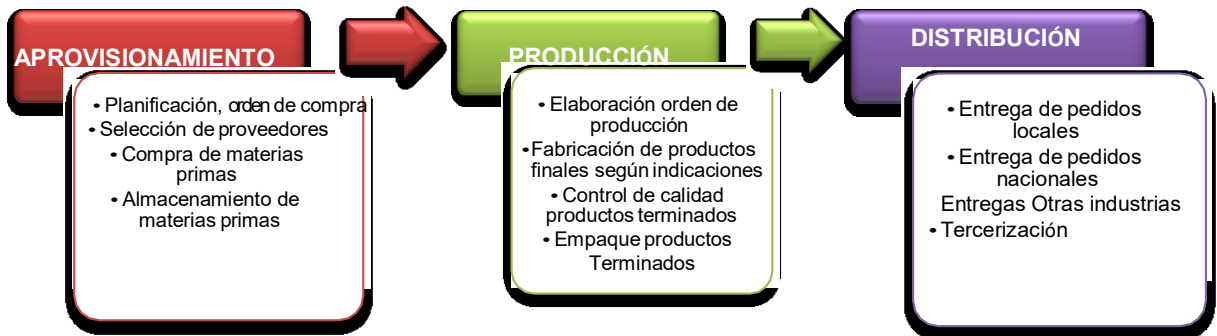 APROVISIONAMIENTO
• Planificación, orden de compra
• Selección de proveedores
• Compra de materias
primas
• Almacenamiento de
materias primas
PRODUCCIÓN
• Elaboración orden de
producción
• Fabricación de productos
finales según indicaciones
• Control de calidad
productos terminados
• Empaque productos
Terminados
DISTRIBUCIÓN
• Entrega de pedidos
locales
• Entrega de pedidos
nacionales
Entregas Otras industrias
• Tercerización